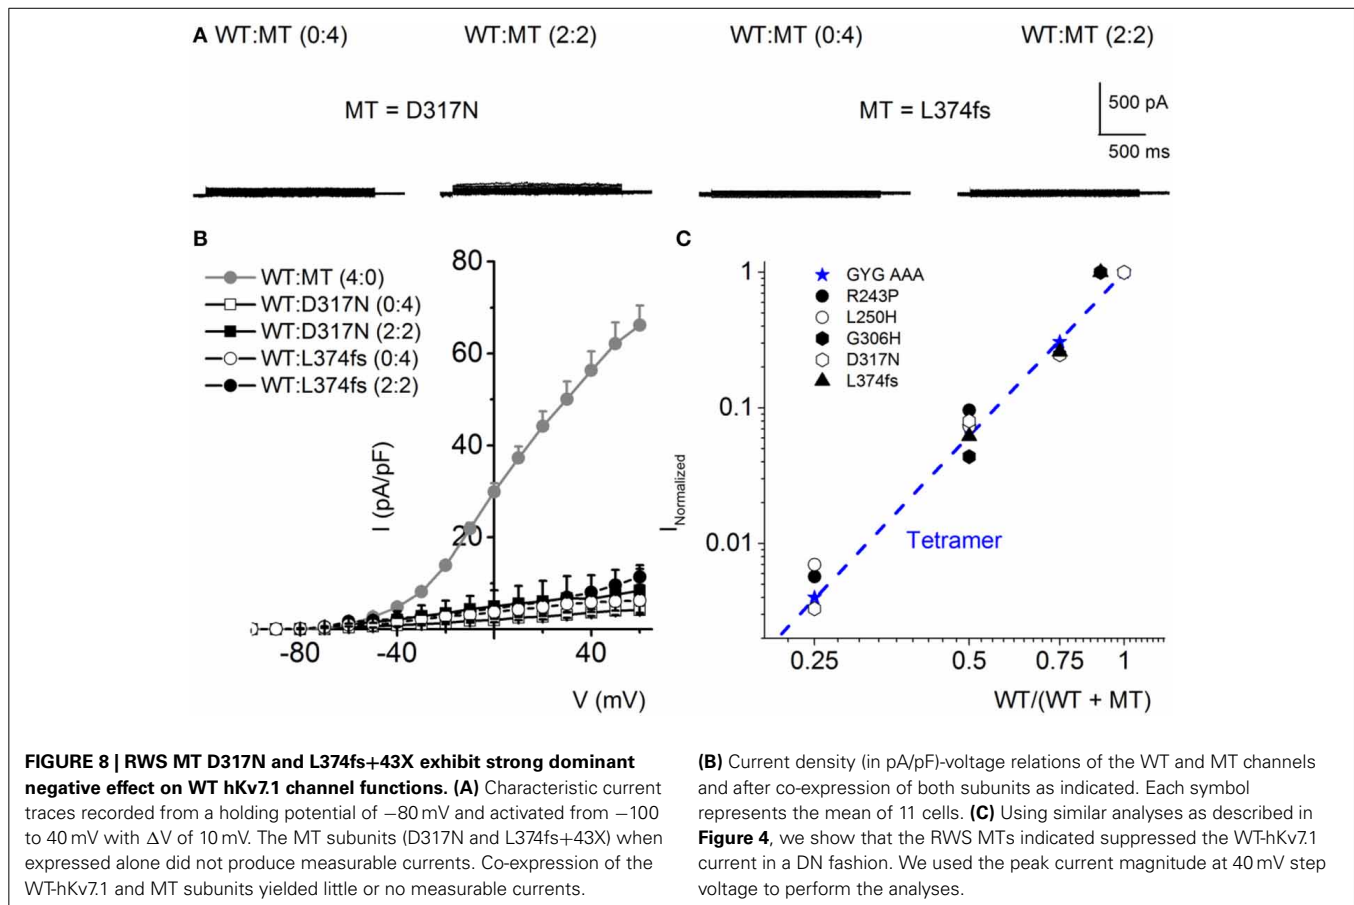 A WT:MT (0:4) WT:MT (2:2) WT:MT (0:4) WT:MT (2:2)
MT = D317N MT = L374fs
500 pA
500 ms
B
WT:MT (4:0)
WT:D317N (0:4)
WT:D317N (2:2)
WT:L374fs (0:4)
WT:L374fs (2:2)
80
60
40
20
I (pA/pF)
-80 -40 40
V (mV)
C
GYG AAA
R243P
L250H
G306H
D317N
L374fs
1
0.1
0.01
I Normalized
Tetramer
0.25 0.5 0.75 1
WT/(WT + MT)
FIGURE 8 | RWS MT D317N and L374fs+43X exhibit strong dominant
negative effect on WT hKv7.1 channel functions. (A) Characteristic current
traces recorded from a holding potential of −80 mV and activated from −100
to 40 mV with ΔV of 10 mV. The MT subunits (D317N and L374fs+43X) when
expressed alone did not produce measurable currents. Co-expression of the
WT-hKv7.1 and MT subunits yielded little or no measurable currents.
(B) Current density (in pA/pF)-voltage relations of the WT and MT channels
and after co-expression of both subunits as indicated. Each symbol
represents the mean of 11 cells. (C) Using similar analyses as described in
Figure 4, we show that the RWS MTs indicated suppressed the WT-hKv7.1
current in a DN fashion. We used the peak current magnitude at 40 mV step
voltage to perform the analyses.